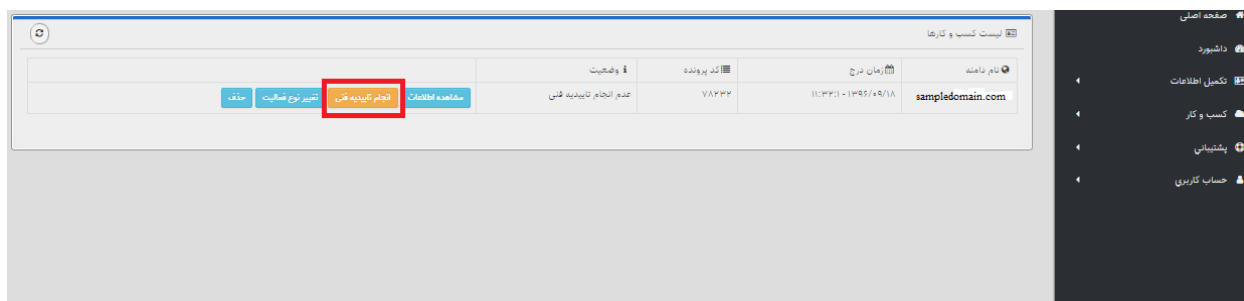 صفحه اصلی
داشبورد
تکمیل اطلاعات
کسب و کار
پشتیبانی
حساب کاربری
لیست کسب و کارها
نام دامنه
زمان درج
کد پرونده
وضعیت
sampledomain.com
۱۱:۳۲:۱ - ۱۳۹۶/۰۹/۱۸
۷۸۲۳۲
عدم انجام تاییدیه فنی
مشاهده اطلاعات
انجام تاییدیه فنی
تغییر نوع فعالیت
حذف